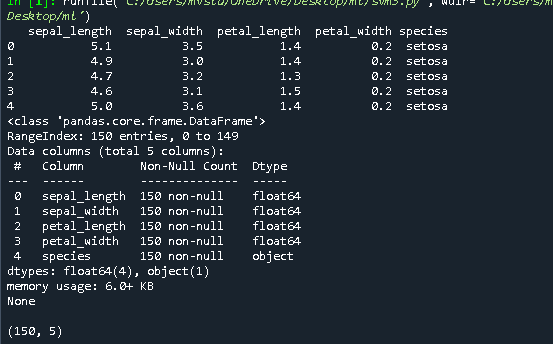 In [1]: runfile('C:/Users/mvstu/OneDrive/Desktop/ml/svm3.py', wdir='C:/Users/m
Desktop/ml')
   sepal_length  sepal_width  petal_length  petal_width species
0           5.1          3.5           1.4          0.2  setosa
1           4.9          3.0           1.4          0.2  setosa
2           4.7          3.2           1.3          0.2  setosa
3           4.6          3.1           1.5          0.2  setosa
4           5.0          3.6           1.4          0.2  setosa
<class 'pandas.core.frame.DataFrame'>
RangeIndex: 150 entries, 0 to 149
Data columns (total 5 columns):
 #   Column        Non-Null Count  Dtype
---  ------        --------------  -----
 0   sepal_length  150 non-null    float64
 1   sepal_width   150 non-null    float64
 2   petal_length  150 non-null    float64
 3   petal_width   150 non-null    float64
 4   species       150 non-null    object
dtypes: float64(4), object(1)
memory usage: 6.0+ KB
None
(150, 5)